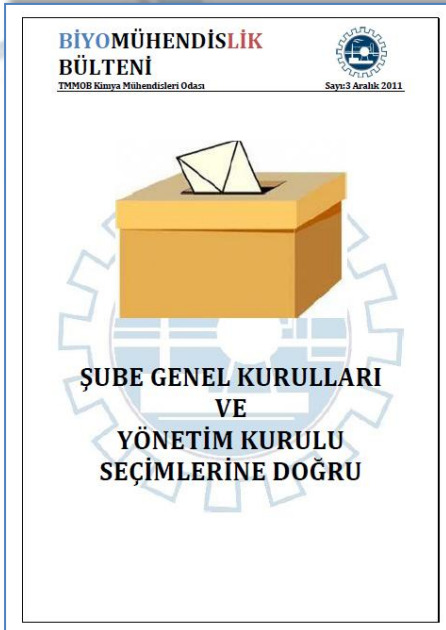 BİYOMÜHENDİSLİK
BÜLTENİ
TMMOB Kimya Mühendisleri Odası
Sayı:3 Aralık 2011
ŞUBE GENEL KURULLARI
VE
YÖNETİM KURULU
SEÇİMLERİNE DOĞRU